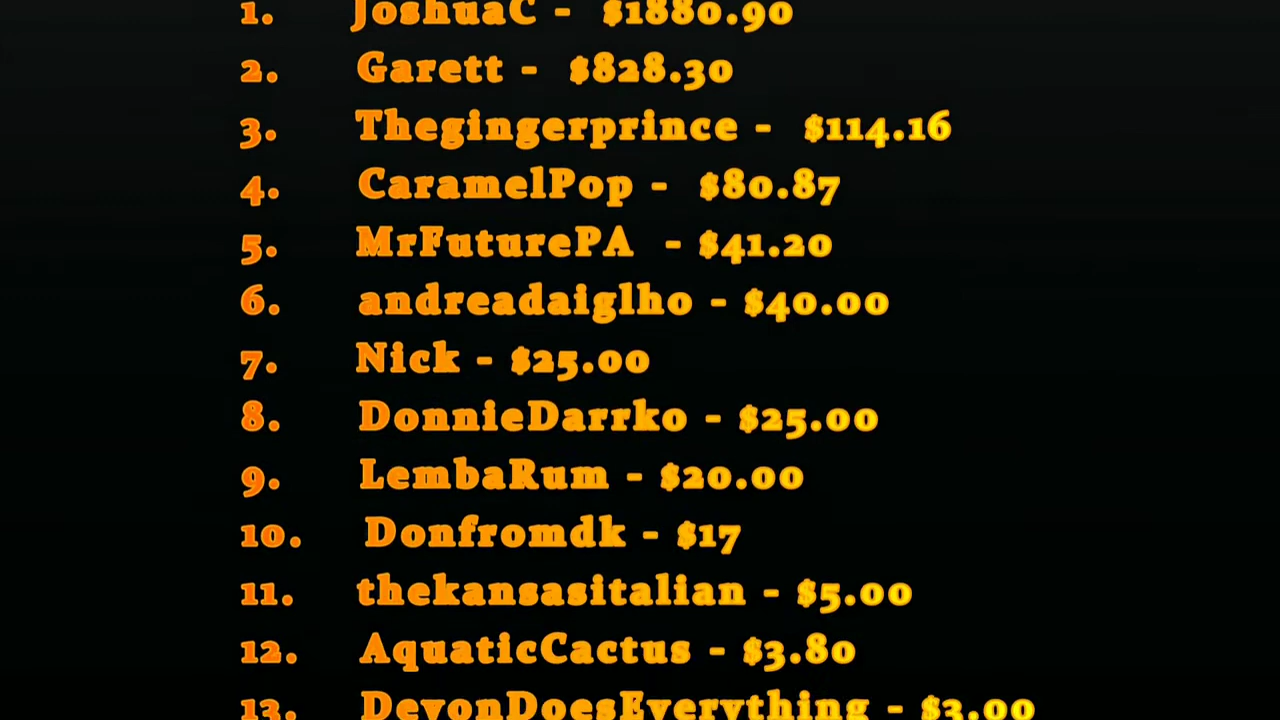 1. JoshuaC - $1880.90
2. Garett - $828.30
3. Thegingerprince - $114.16
4. CaramelPop - $80.87
5. MrFuturePA - $41.20
6. andreadaiglho - $40.00
7. Nick - $25.00
8. DonnieDarrko - $25.00
9. LembaRum - $20.00
10. Donfromdk - $17
11. thekansasitalian - $5.00
12. AquaticCactus - $3.80
13. DevonDoesEverything - $3.00